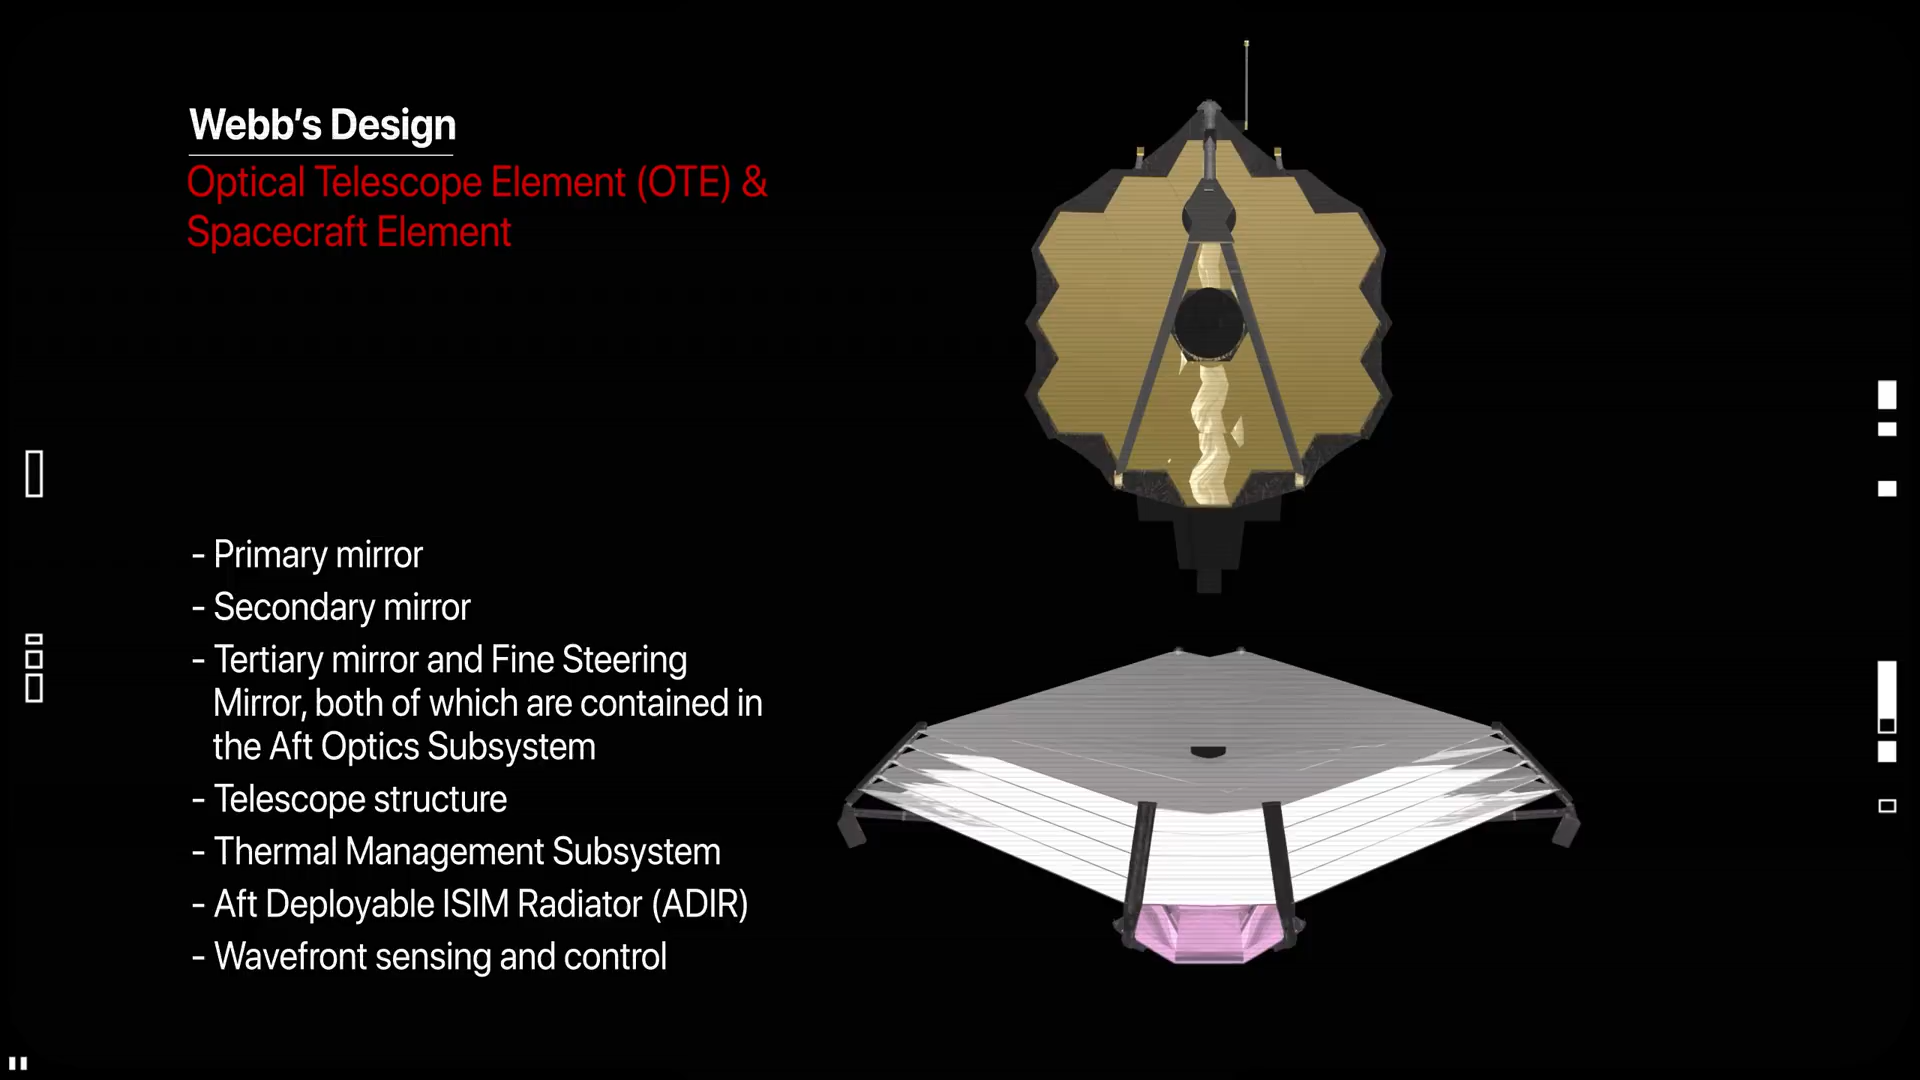 Webb's Design
Optical Telescope Element (OTE) &
Spacecraft Element
- Primary mirror
- Secondary mirror
- Tertiary mirror and Fine Steering
Mirror, both of which are contained in
the Aft Optics Subsystem
- Telescope structure
- Thermal Management Subsystem
- Aft Deployable ISIM Radiator (ADIR)
- Wavefront sensing and control